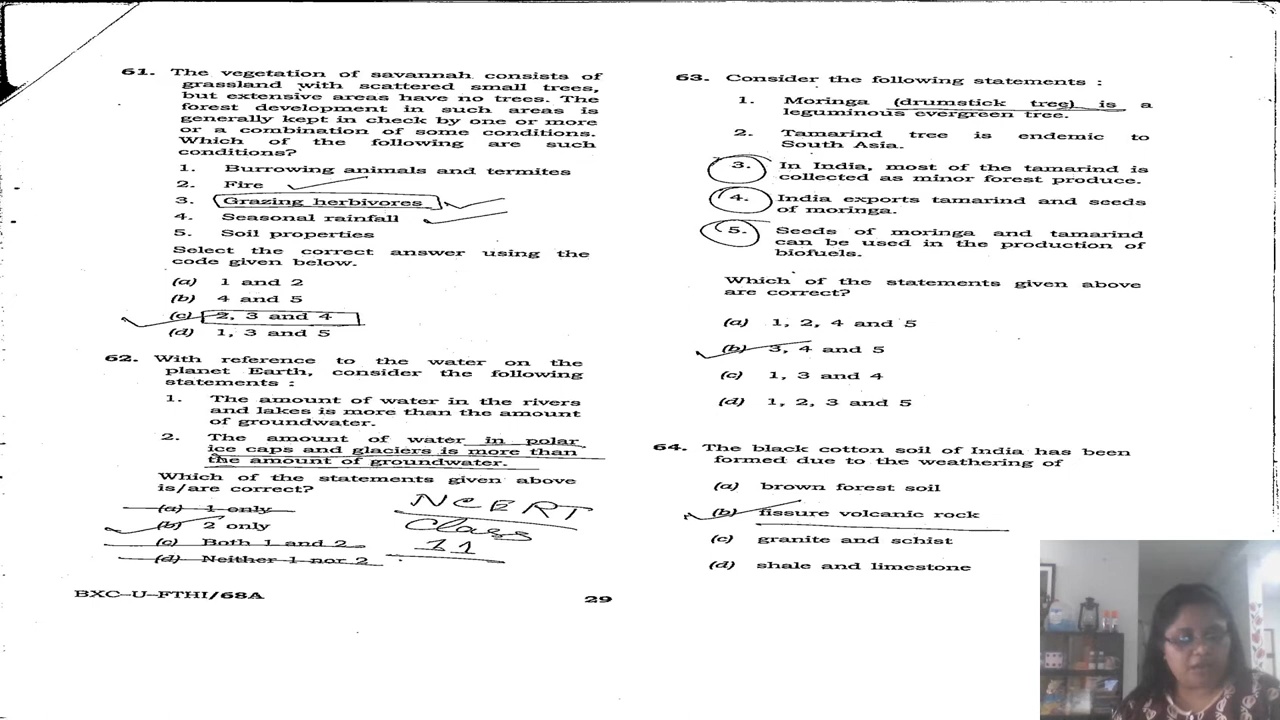 61. The vegetation of savannah consists of
grassland with scattered small trees,
but extensive areas have no trees. The
forest development in such areas is
generally kept in check by one or more
or a combination of some conditions.
Which of the following are such
conditions?
1. Burrowing animals and termites
2. Fire
3. Grazing herbivores
4. Seasonal rainfall
5. Soil properties
Select the correct answer using the
code given below.
(a) 1 and 2
(b) 4 and 5
(c) 2, 3 and 4
(d) 1, 3 and 5
62. With reference to the water on the
planet Earth, consider the following
statements :
1. The amount of water in the rivers
and lakes is more than the amount
of groundwater.
2. The amount of water in polar
ice caps and glaciers is more than
the amount of groundwater.
Which of the statements given above
is/are correct?
(a) 1 only
(b) 2 only
(c) Both 1 and 2
(d) Neither 1 nor 2
NCERT
Class
11
BXC-U-FTHI/68A
29
63. Consider the following statements :
1. Moringa (drumstick tree) is a
leguminous evergreen tree.
2. Tamarind tree is endemic to
South Asia.
3. In India, most of the tamarind is
collected as minor forest produce.
4. India exports tamarind and seeds
of moringa.
5. Seeds of moringa and tamarind
can be used in the production of
biofuels.
Which of the statements given above
are correct?
(a) 1, 2, 4 and 5
(b) 3, 4 and 5
(c) 1, 3 and 4
(d) 1, 2, 3 and 5
64. The black cotton soil of India has been
formed due to the weathering of
(a) brown forest soil
(b) fissure volcanic rock
(c) granite and schist
(d) shale and limestone